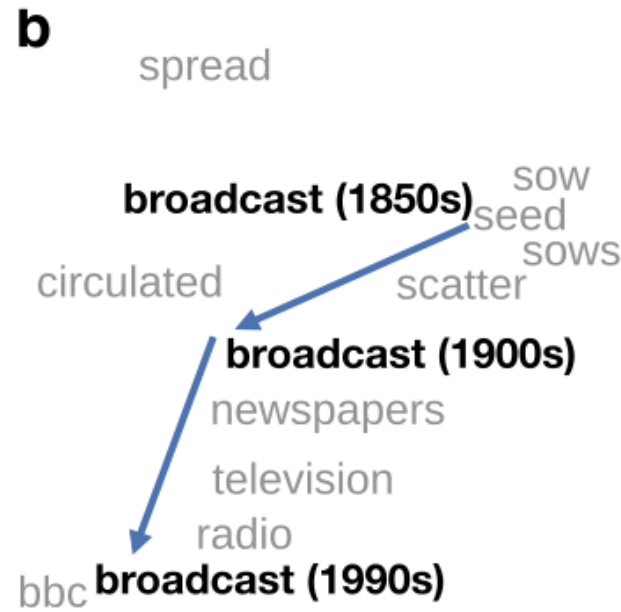 b
spread
sow
broadcast (1850s)
seed
sows
circulated
scatter
broadcast (1900s)
newspapers
television
radio
broadcast (1990s)
bbc